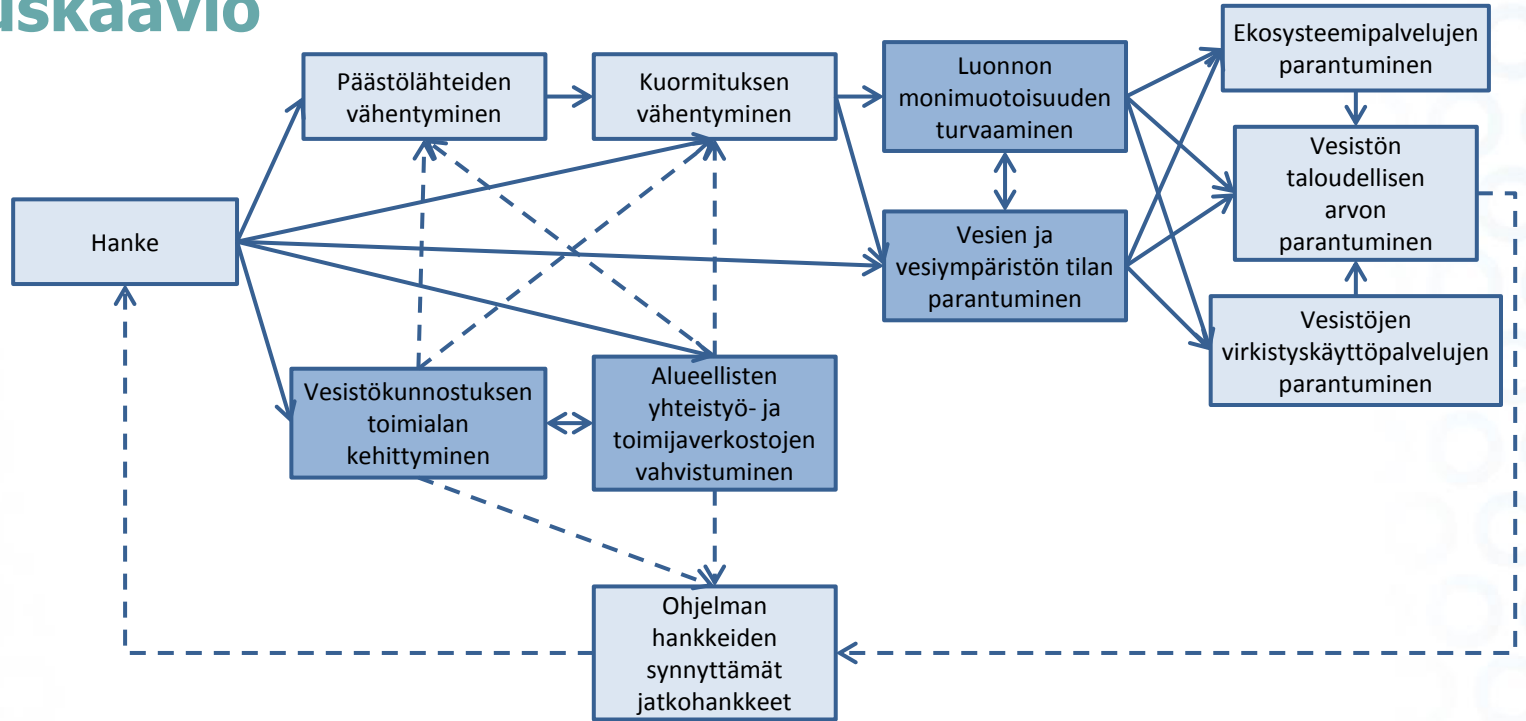 uskaavio
Päästölähteiden
vähentyminen
Kuormituksen
vähentyminen
Luonnon
monimuotoisuuden
turvaaminen
Ekosysteemipalvelujen
parantuminen
Vesistön
taloudellisen
arvon
parantuminen
Hanke
Vesien ja
vesiympäristön tilan
parantuminen
Vesistöjen
virkistyskäyttöpalvelujen
parantuminen
Vesistökunnostuksen
toimialan
kehittyminen
Alueellisten
yhteistyö- ja
toimijaverkostojen
vahvistuminen
Ohjelman
hankkeiden
synnyttämät
jatkohankkeet